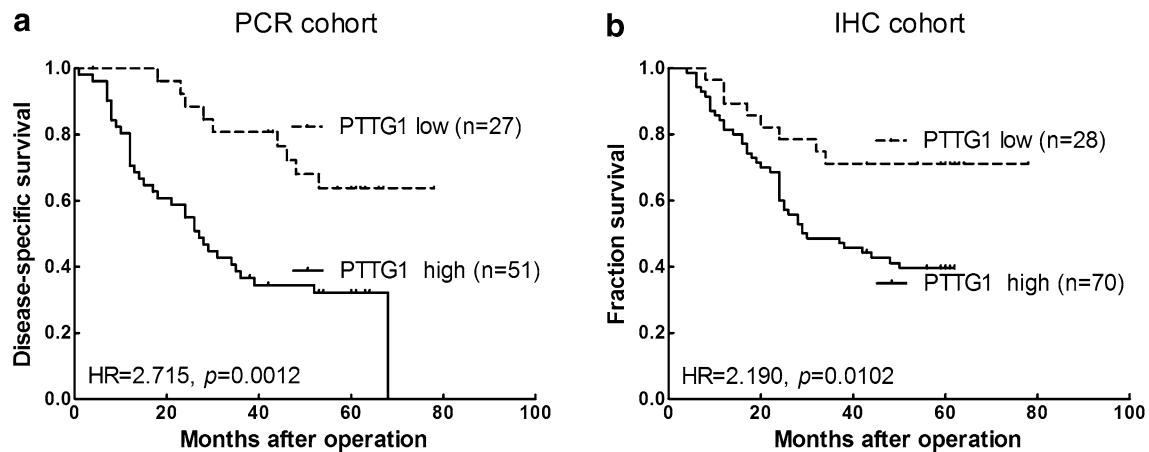 a
PCR cohort
Disease-specific survival
1.0
0.8
0.6
0.4
0.2
0.0
PTTG1 low (n=27)
PTTG1 high (n=51)
HR=2.715, p=0.0012
0 20 40 60 80 100
Months after operation
b
IHC cohort
Fraction survival
1.0
0.8
0.6
0.4
0.2
0.0
PTTG1 low (n=28)
PTTG1 high (n=70)
HR=2.190, p=0.0102
0 20 40 60 80 100
Months after operation